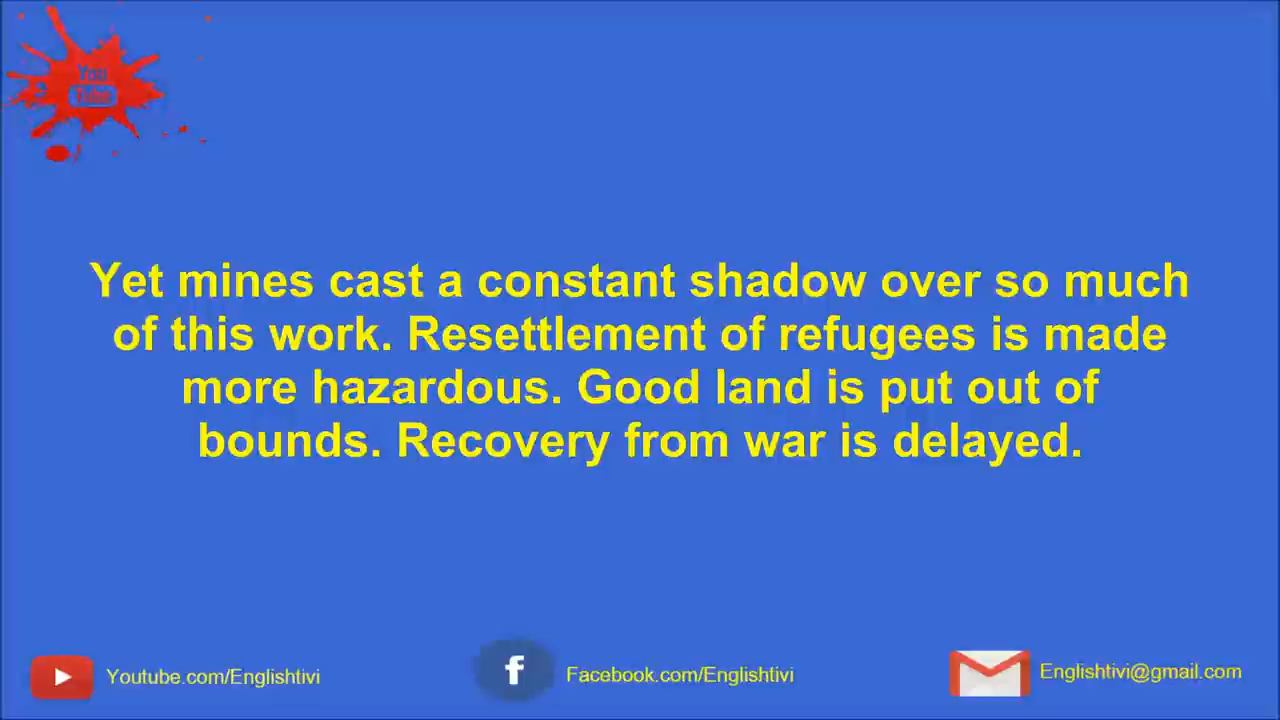 You
Tube
Yet mines cast a constant shadow over so much
of this work. Resettlement of refugees is made
more hazardous. Good land is put out of
bounds. Recovery from war is delayed.
Youtube.com/Englishtivi
f
Facebook.com/Englishtivi
Englishtivi@gmail.com